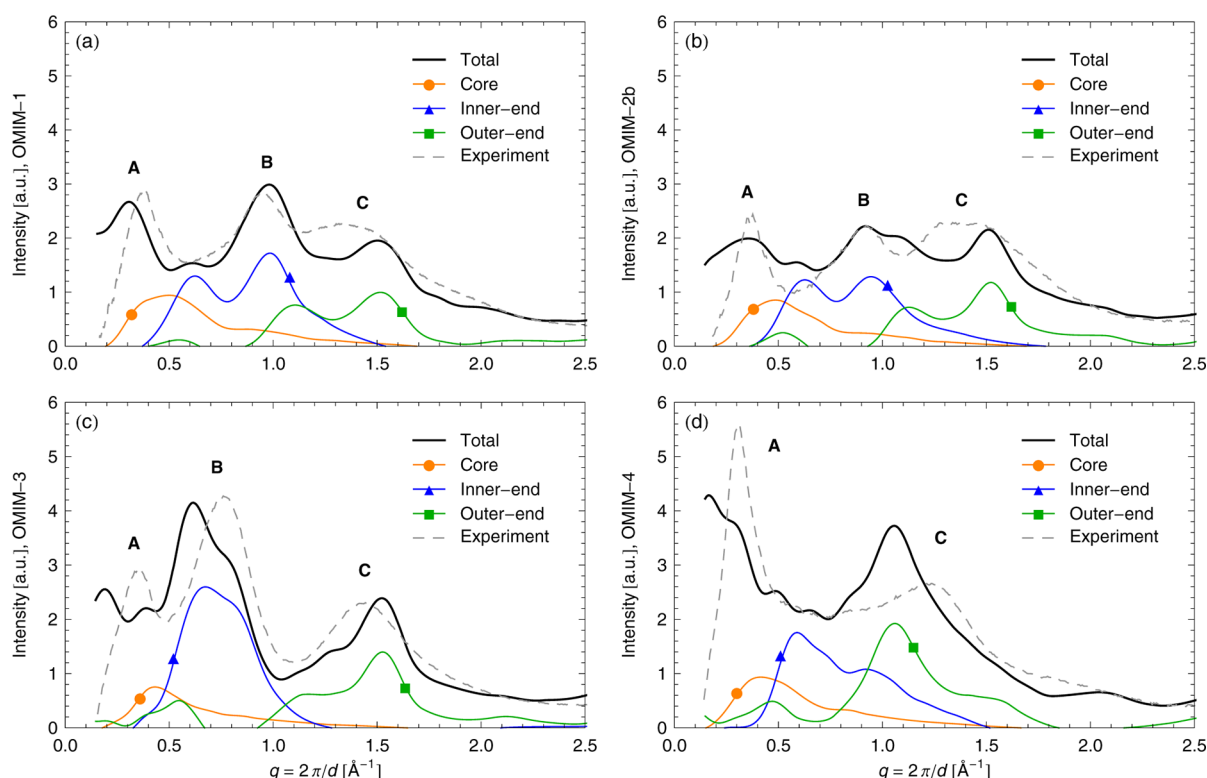 (a)
Intensity [a.u.], OMIM−1
6
5
4
3
2
1
0
0.0 0.5 1.0 1.5 2.0 2.5
Total
Core
Inner−end
Outer−end
Experiment
A
B
C
(b)
Intensity [a.u.], OMIM−2b
6
5
4
3
2
1
0
0.0 0.5 1.0 1.5 2.0 2.5
Total
Core
Inner−end
Outer−end
Experiment
A
B
C
(c)
Intensity [a.u.], OMIM−3
6
5
4
3
2
1
0
0.0 0.5 1.0 1.5 2.0 2.5
q = 2 π/d [Å⁻¹]
Total
Core
Inner−end
Outer−end
Experiment
A
B
C
(d)
Intensity [a.u.], OMIM−4
6
5
4
3
2
1
0
0.0 0.5 1.0 1.5 2.0 2.5
q = 2 π/d [Å⁻¹]
Total
Core
Inner−end
Outer−end
Experiment
A
C